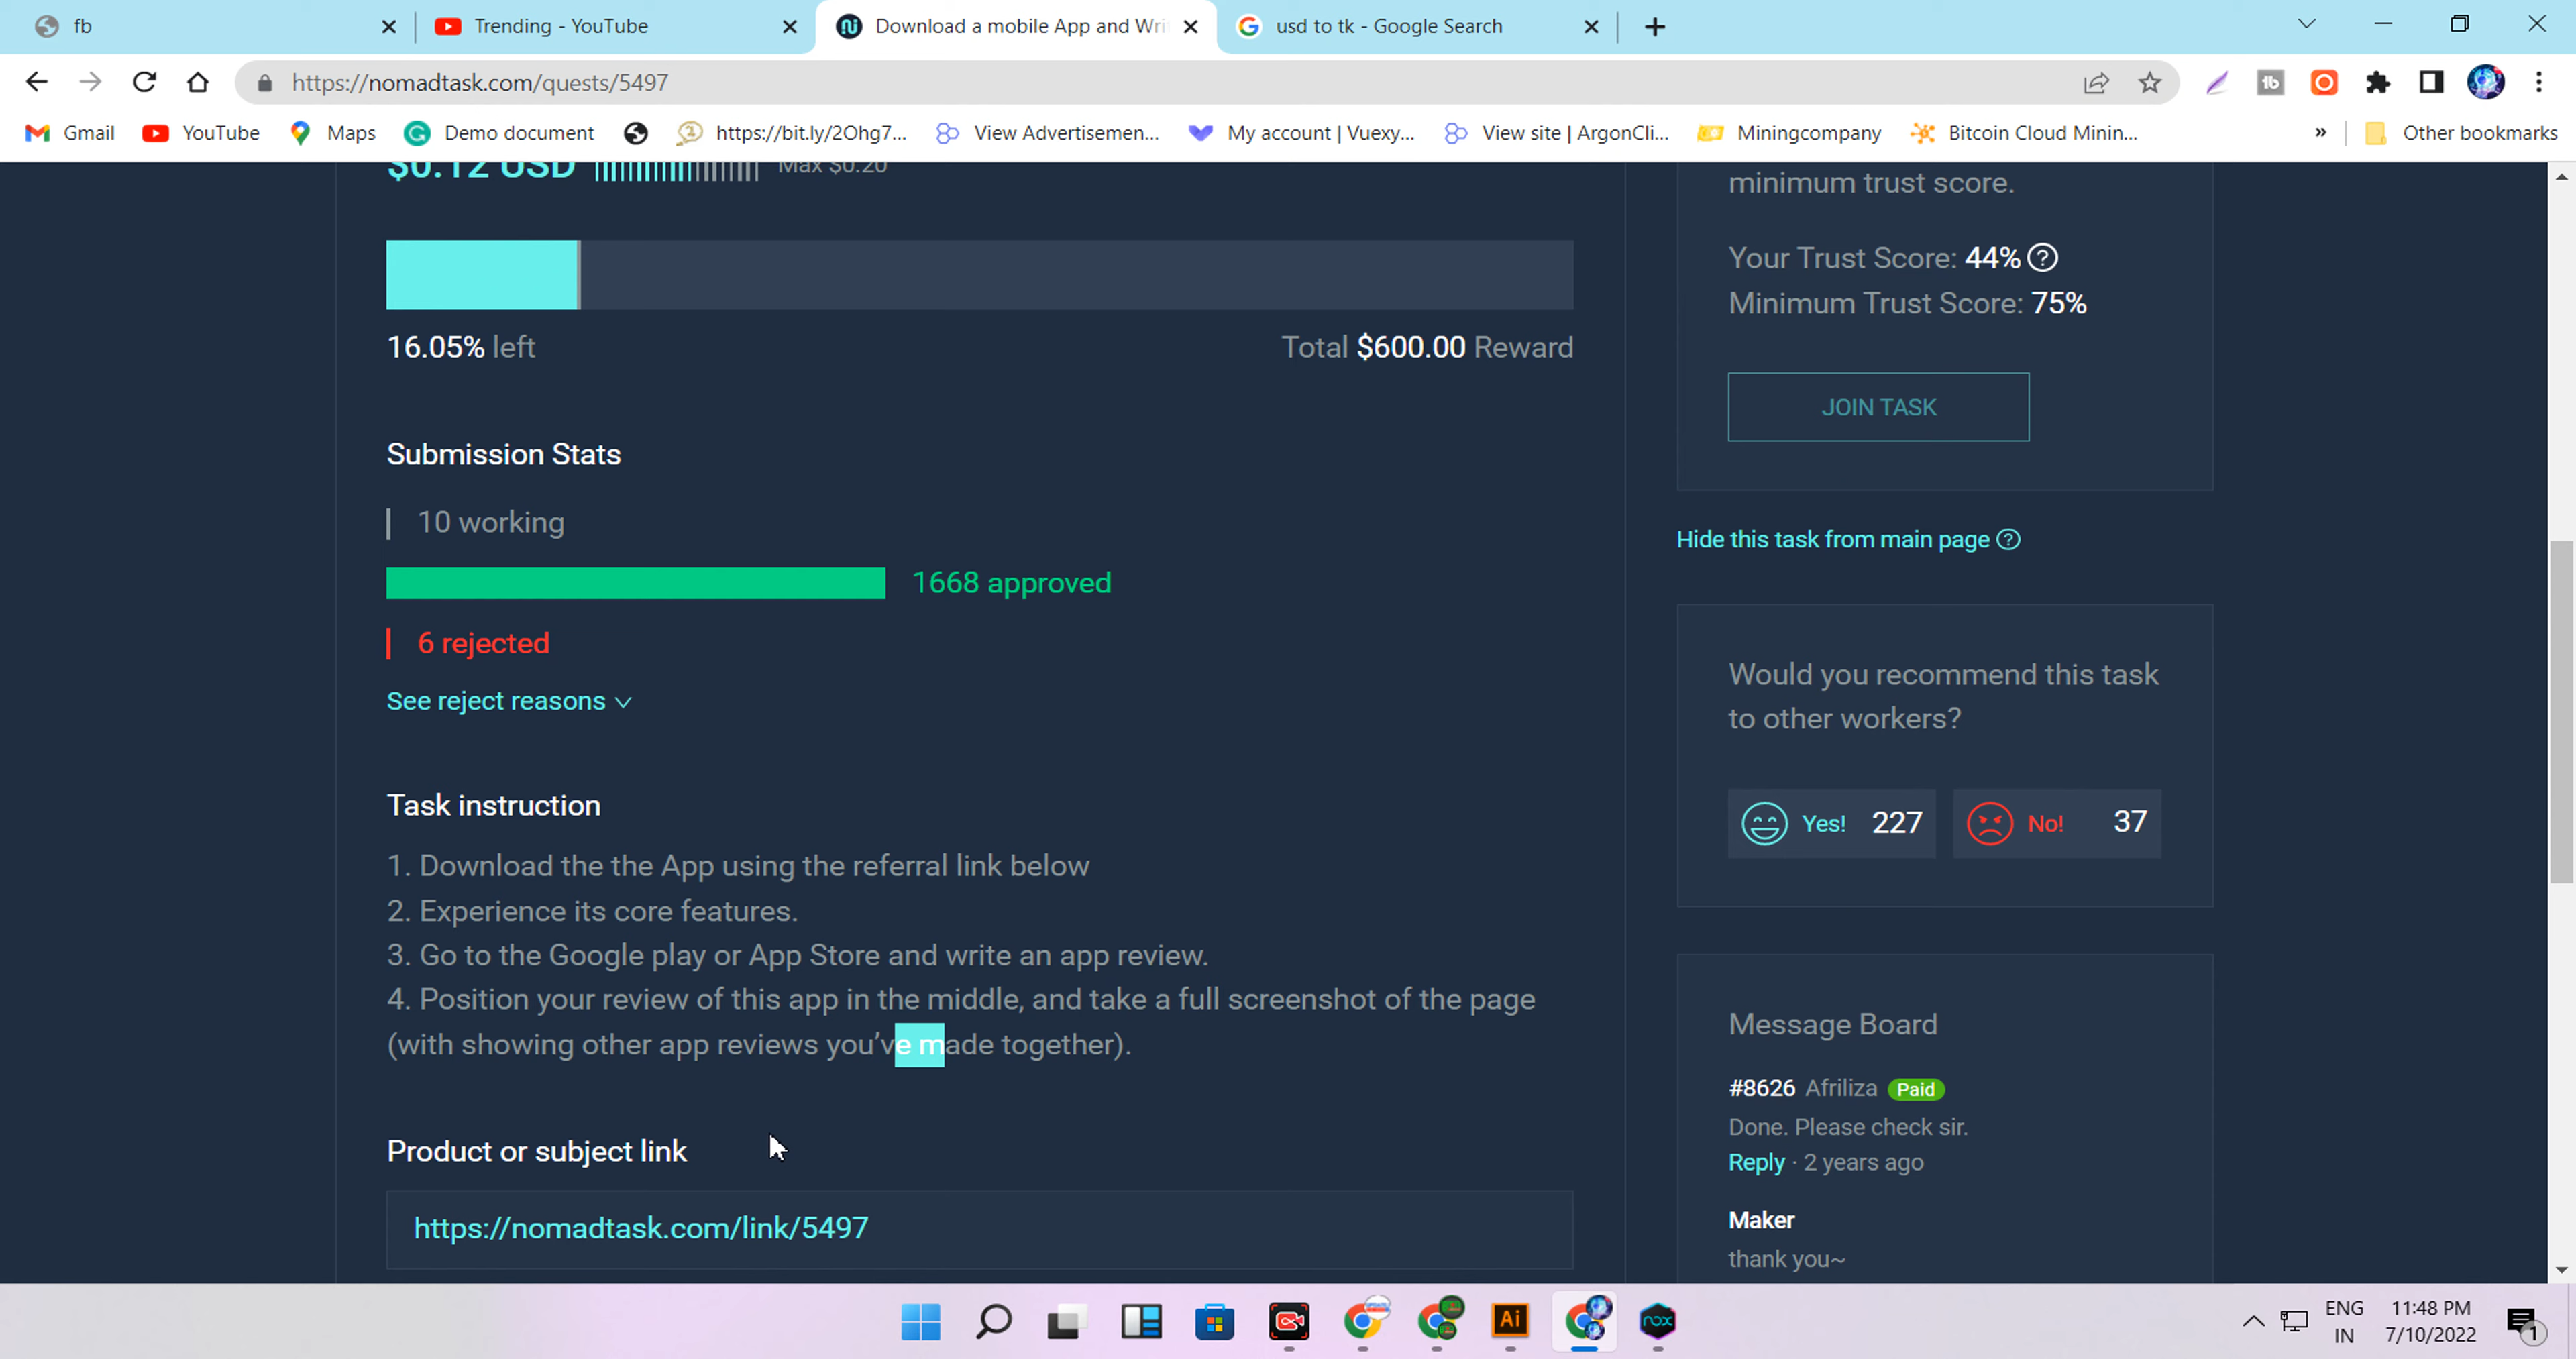 fb
Trending - YouTube
Download a mobile App and Wri
usd to tk - Google Search
https://nomadtask.com/quests/5497
Gmail
YouTube
Maps
Demo document
https://bit.ly/2Ohg7...
View Advertisemen...
My account | Vuexy...
View site | ArgonCli...
Miningcompany
Bitcoin Cloud Minin...
»
Other bookmarks
$0.12 USD
Max $0.20
16.05% left
Total $600.00 Reward
Submission Stats
10 working
1668 approved
6 rejected
See reject reasons
Task instruction
1. Download the the App using the referral link below
2. Experience its core features.
3. Go to the Google play or App Store and write an app review.
4. Position your review of this app in the middle, and take a full screenshot of the page
(with showing other app reviews you've made together).
Product or subject link
https://nomadtask.com/link/5497
minimum trust score.
Your Trust Score: 44% ?
Minimum Trust Score: 75%
JOIN TASK
Hide this task from main page ?
Would you recommend this task
to other workers?
Yes! 227
No! 37
Message Board
#8626 Afriliza Paid
Done. Please check sir.
Reply · 2 years ago
Maker
thank you~
Ai
nox
ENG
IN
11:48 PM
7/10/2022
1